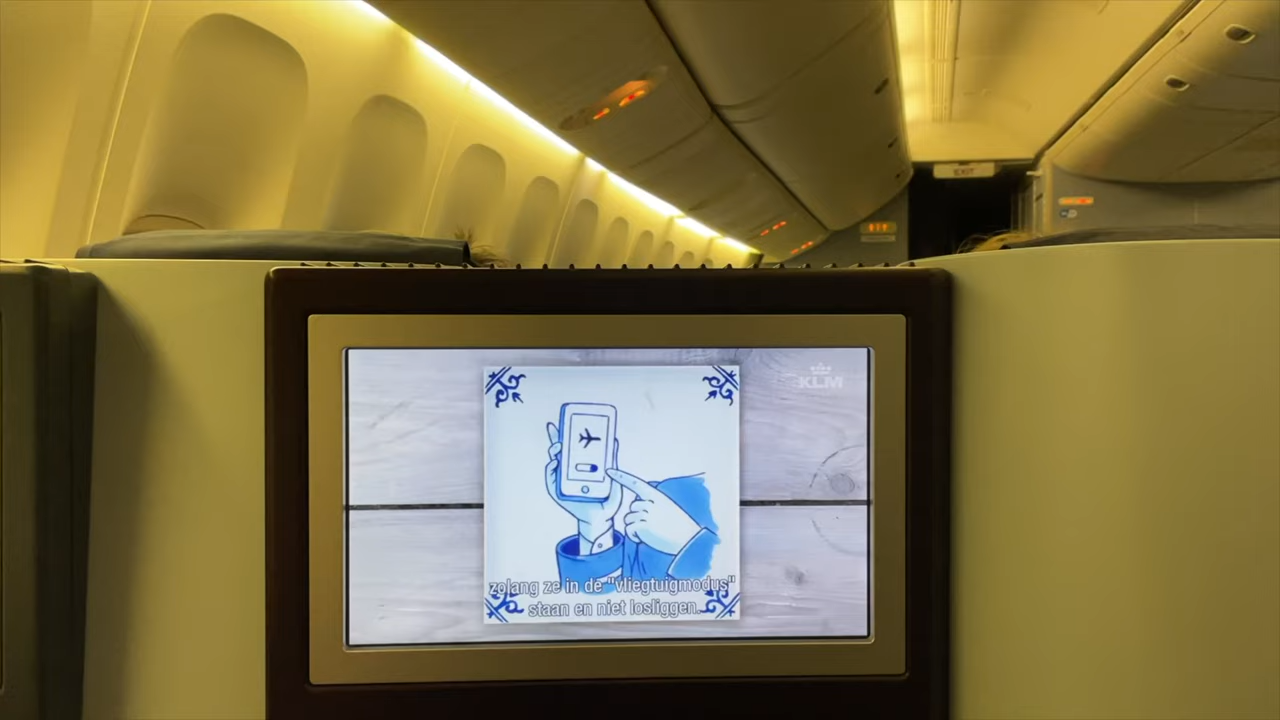 EXIT
KLM
zolang ze in de "vliegtuigmodus"
staan en niet losliggen.